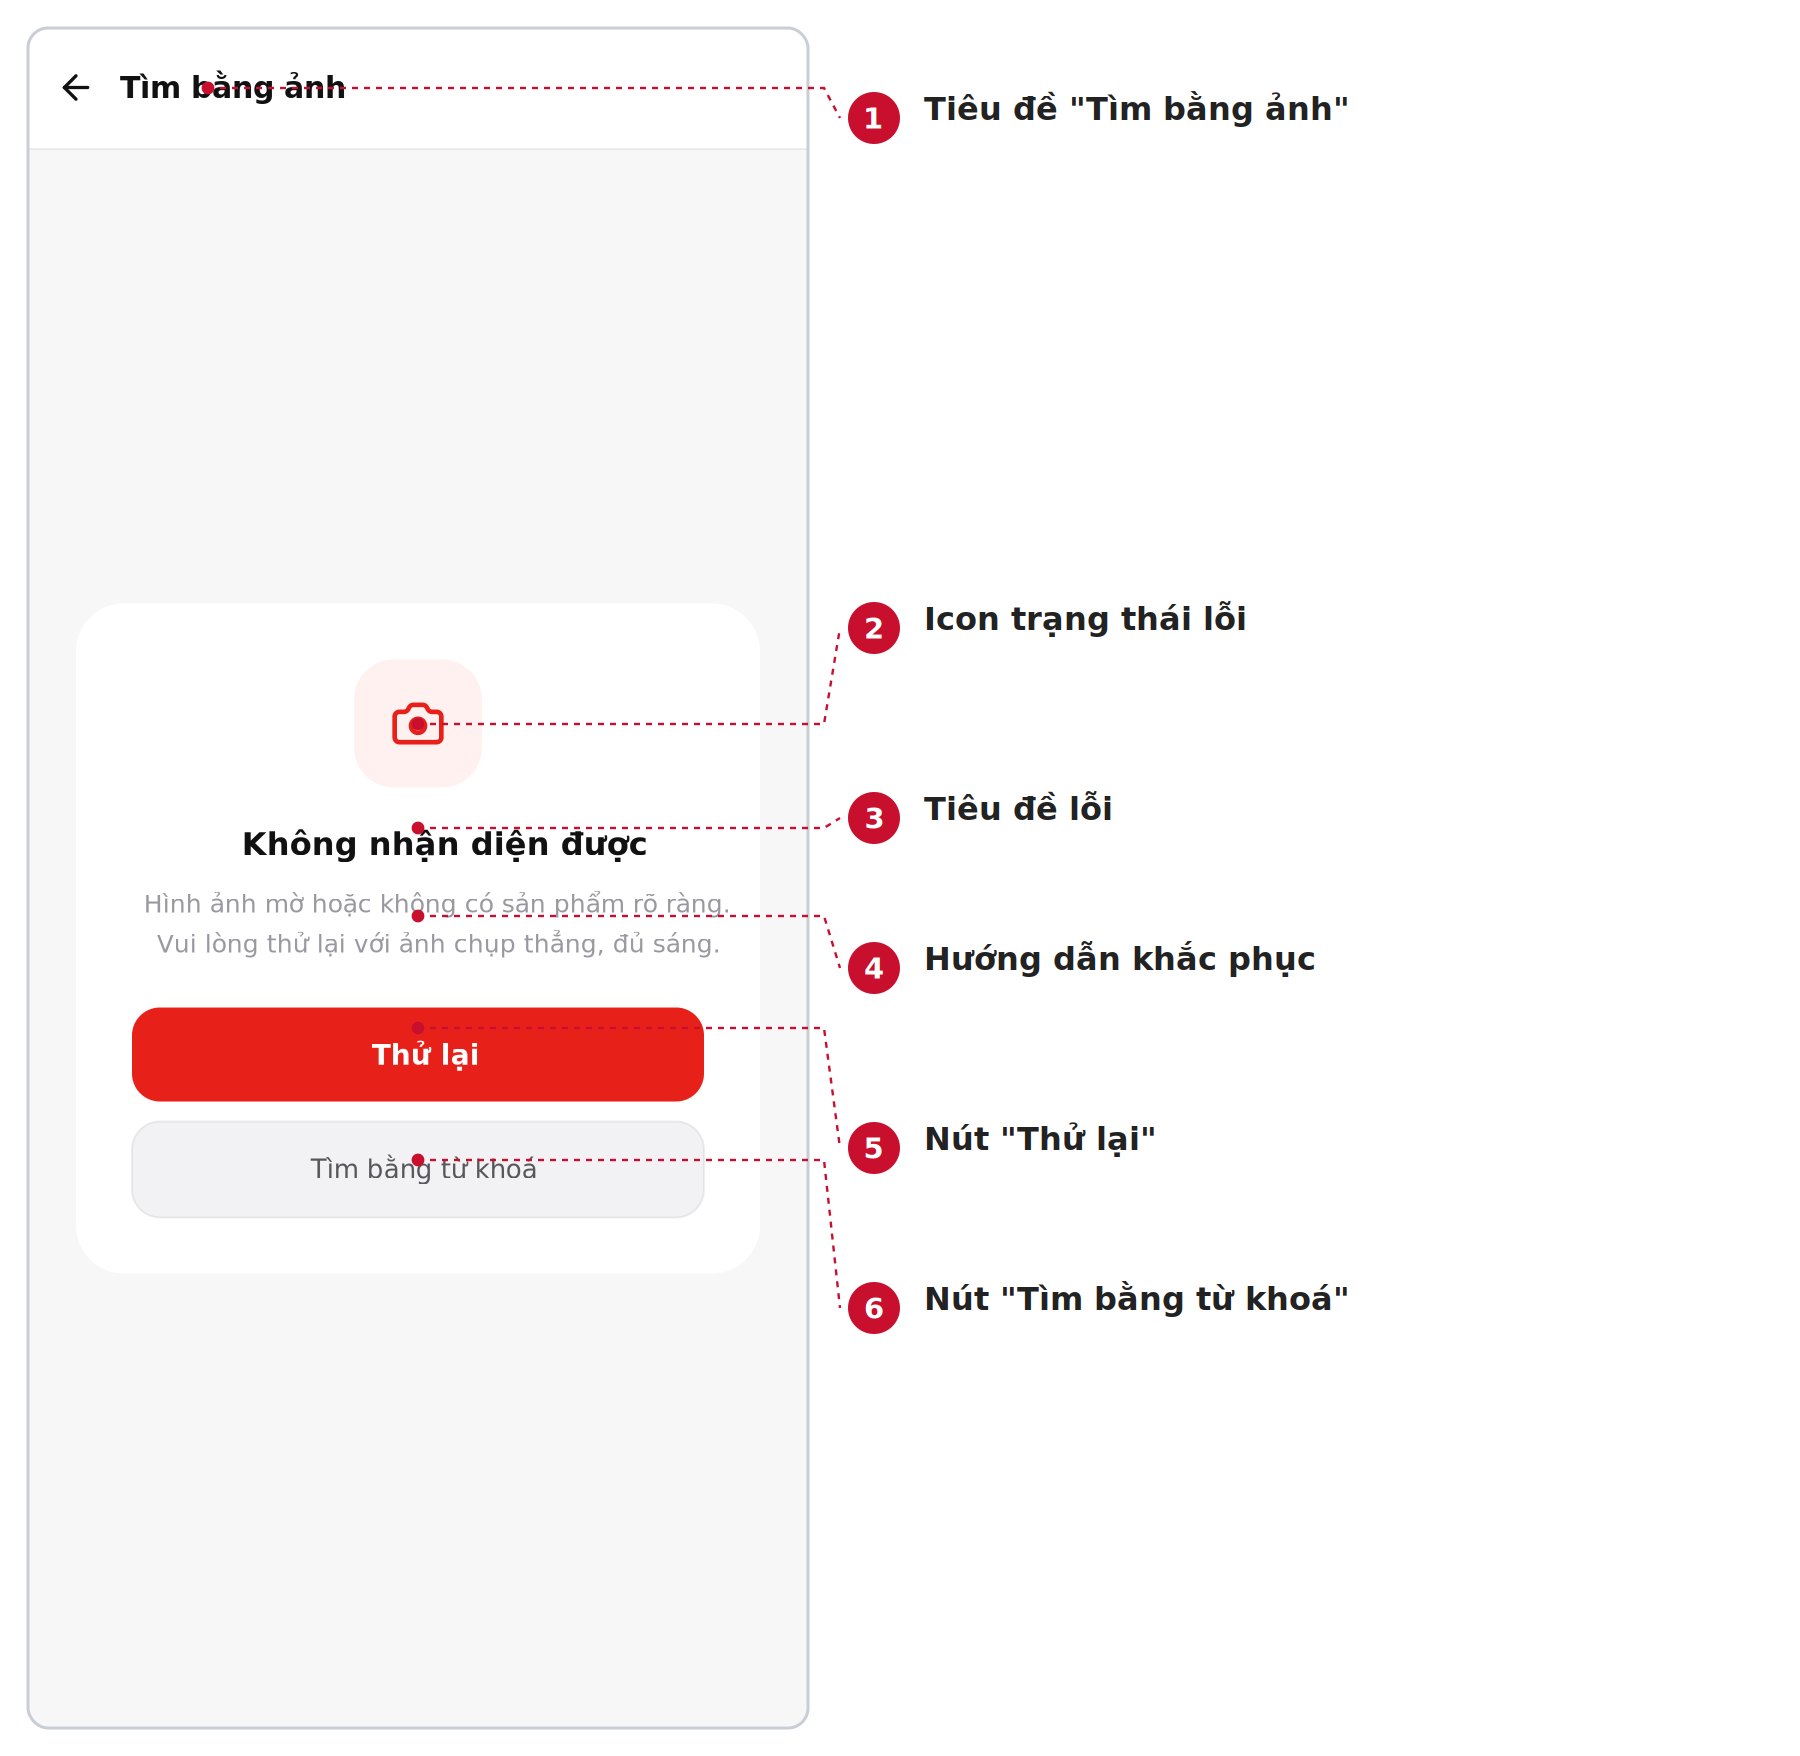 Tìm bằng ảnh
1 Tiêu đề "Tìm bằng ảnh"
2 Icon trạng thái lỗi
3 Tiêu đề lỗi
Không nhận diện được
Hình ảnh mờ hoặc không có sản phẩm rõ ràng.
Vui lòng thử lại với ảnh chụp thẳng, đủ sáng.
4 Hướng dẫn khắc phục
Thử lại
5 Nút "Thử lại"
Tìm bằng từ khoá
6 Nút "Tìm bằng từ khoá"